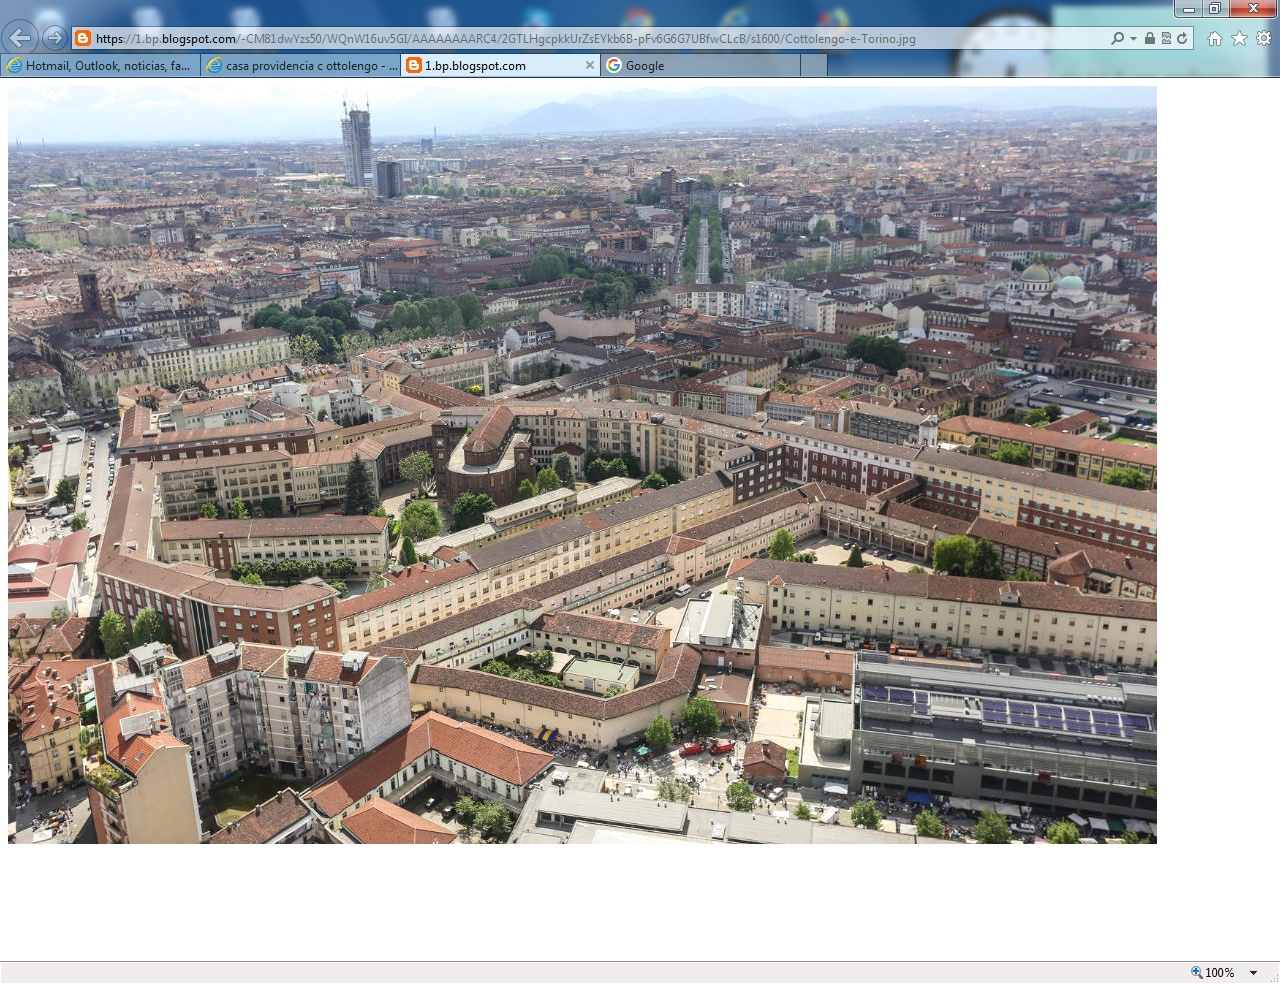 https://1.bp.blogspot.com/-CM81dwYzs50/WQnW16uv5GI/AAAAAAAARC4/2GTLHgcpkkUrZsEYkb6B-pFv6G6G7UBfwCLcB/s1600/Cottolengo-e-Torino.jpg
Hotmail, Outlook, noticias, fa...
casa providencia c ottolengo - ...
1.bp.blogspot.com
Google
100%